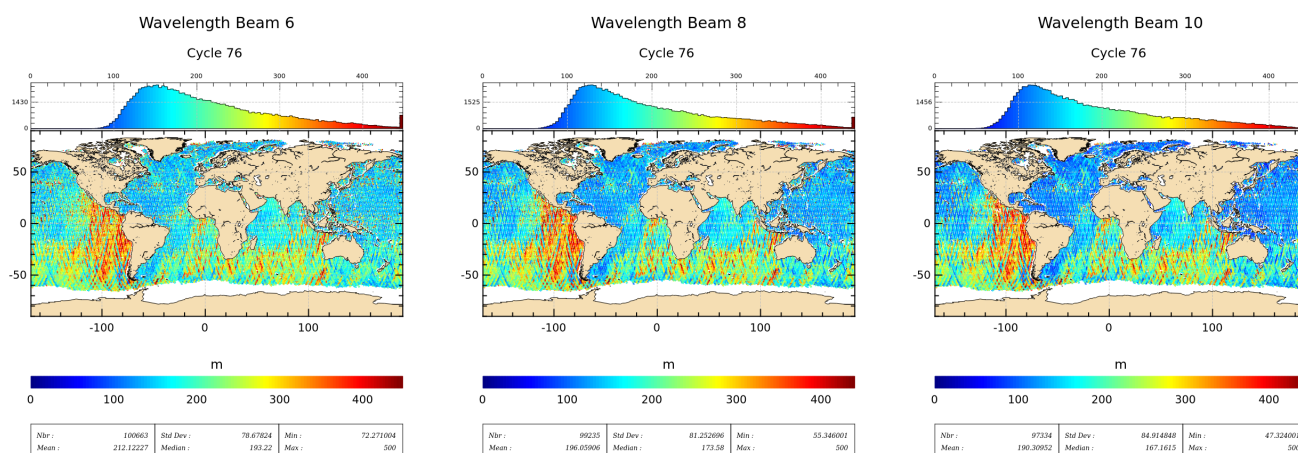 Wavelength Beam 6
Cycle 76
0 100 200 300 400
1430
0
50
0
-50
-100 0 100
m
0 100 200 300 400
Nbr : 100663 Std Dev : 78.67824 Min : 72.271004
Mean : 212.12227 Median : 193.22 Max : 500
Wavelength Beam 8
Cycle 76
0 100 200 300 400
1525
0
50
0
-50
-100 0 100
m
0 100 200 300 400
Nbr : 99235 Std Dev : 81.252696 Min : 55.346001
Mean : 196.05906 Median : 173.58 Max : 500
Wavelength Beam 10
Cycle 76
0 100 200 300 400
1456
0
50
0
-50
-100 0 100
m
0 100 200 300 400
Nbr : 97334 Std Dev : 84.914848 Min : 47.324001
Mean : 190.30952 Median : 167.1615 Max : 500